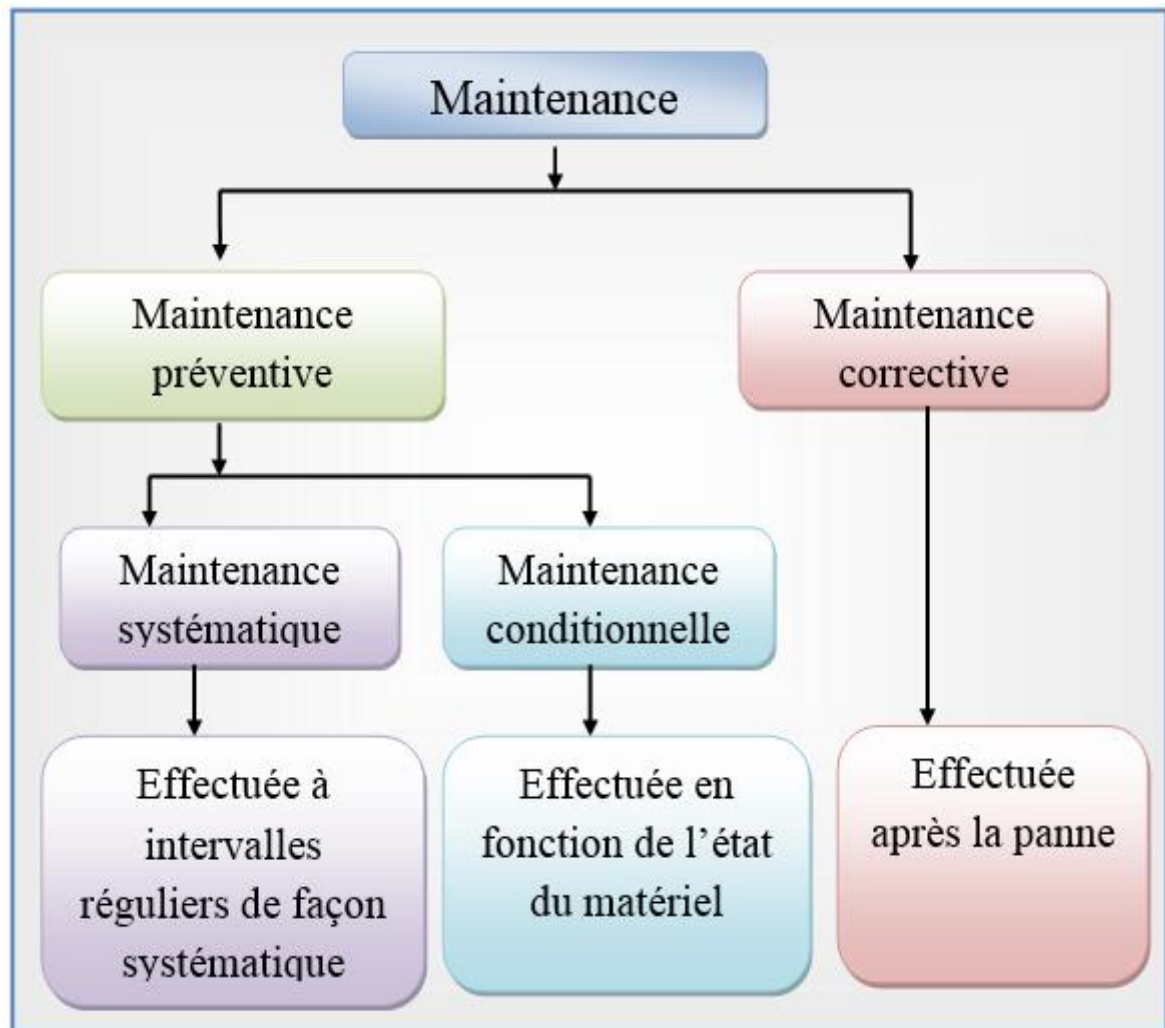 Maintenance
Maintenance
préventive
Maintenance
corrective
Maintenance
systématique
Maintenance
conditionnelle
Effectuée à
intervalles
réguliers de façon
systématique
Effectuée en
fonction de l’état
du matériel
Effectuée
après la panne